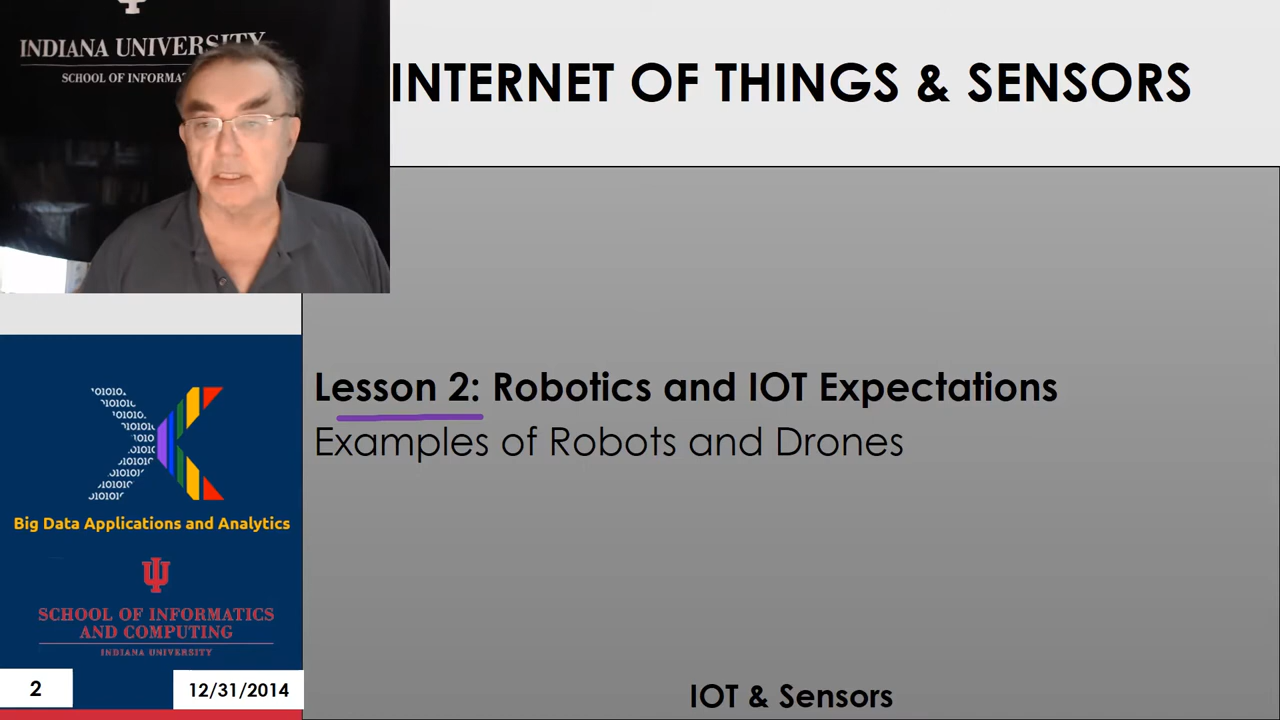 INDIANA UNIVERSITY
SCHOOL OF INFORMA
INTERNET OF THINGS & SENSORS
Lesson 2: Robotics and IOT Expectations
Examples of Robots and Drones
Big Data Applications and Analytics
SCHOOL OF INFORMATICS
AND COMPUTING
INDIANA UNIVERSITY
2
12/31/2014
IOT & Sensors